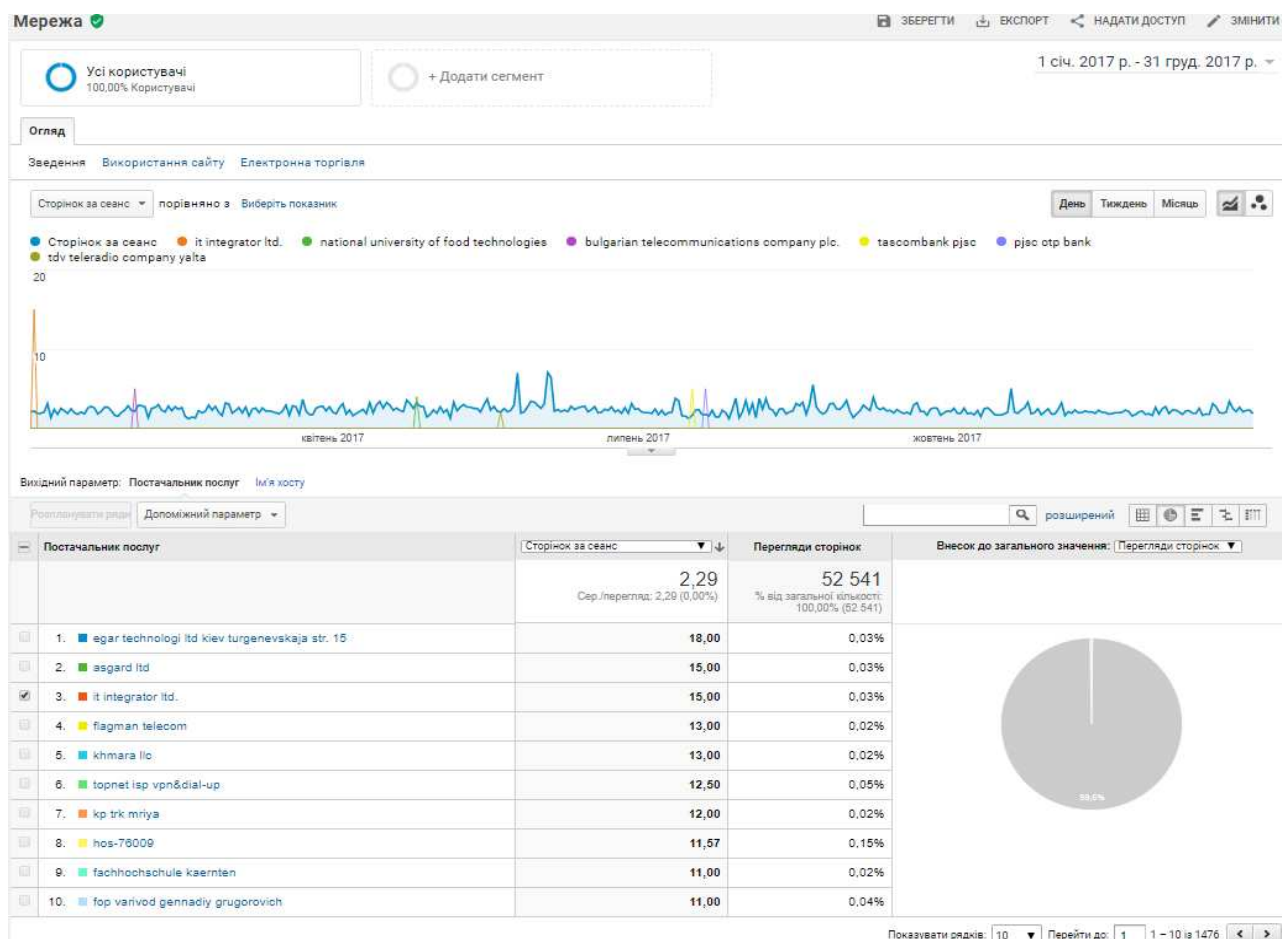 Мережа
ЗБЕРЕГТИ ЕКСПОРТ НАДАТИ ДОСТУП ЗМІНИТИ
Усі користувачі
100,00% Користувачі
+ Додати сегмент
1 січ. 2017 р. - 31 груд. 2017 р.
Огляд
Зведення Використання сайту Електронна торгівля
Сторінок за сеанс порівняно з Виберіть показник
День Тиждень Місяць
Сторінок за сеанс it integrator ltd. national university of food technologies bulgarian telecommunications company plc. tascombank pjsc pjsc otp bank
tdv teleradio company yalta
20
10
квітень 2017 липень 2017 жовтень 2017
Вихідний параметр: Постачальник послуг Ім'я хосту
Розпланувати рядки Допоміжний параметр розширений
Постачальник послуг Сторінок за сеанс Перегляди сторінок Внесок до загального значення: Перегляди сторінок
2,29 52 541
Сер./перегляд: 2,29 (0,00%) % від загальної кількості:
100,00% (52 541)
1. egar technologi ltd kiev turgenevskaja str. 15 18,00 0,03%
2. asgard ltd 15,00 0,03%
3. it integrator ltd. 15,00 0,03%
4. flagman telecom 13,00 0,02%
5. khmara llc 13,00 0,02%
6. topnet isp vpn&dial-up 12,50 0,05%
7. kp trk mriya 12,00 0,02%
8. hos-76009 11,57 0,15%
9. fachhochschule kaernten 11,00 0,02%
10. fop varivod gennadiy grugorovich 11,00 0,04%
Показувати рядків: 10 Перейти до: 1 1 – 10 із 1476